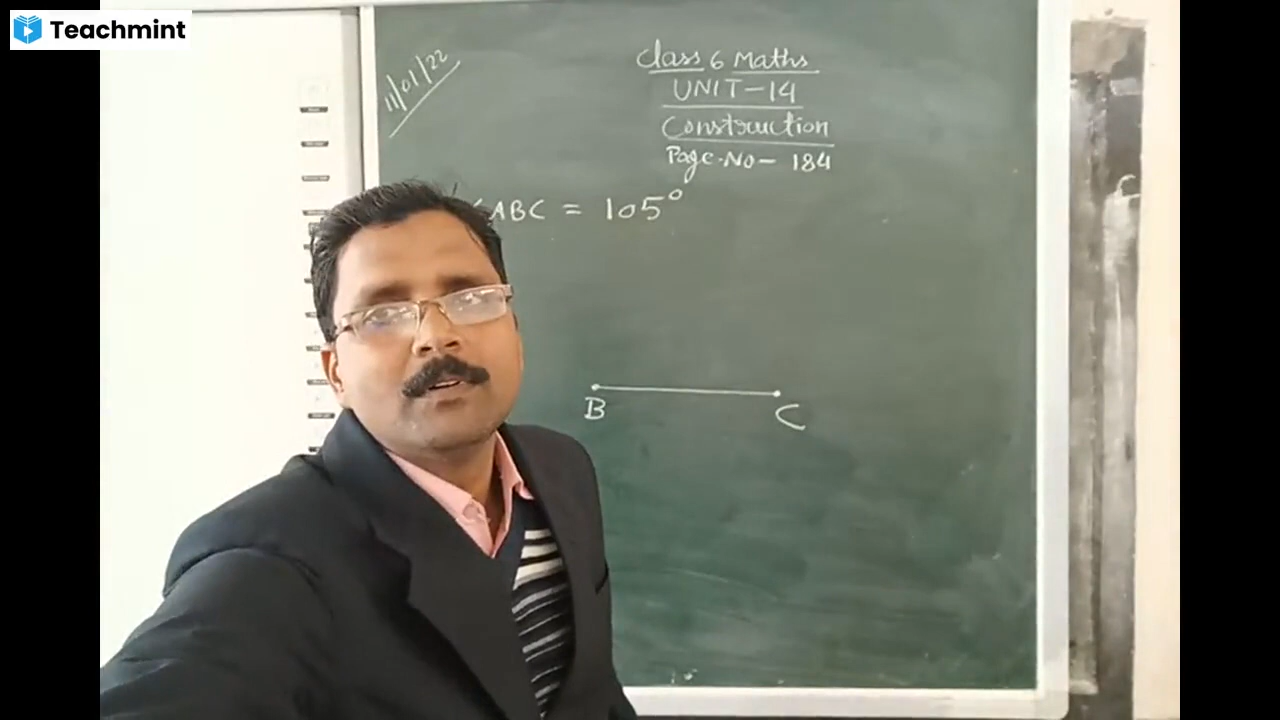 Teachmint
11/01/22
Class 6 Maths
UNIT-14
Construction
Page-No- 184
∠ABC = 105°
B
C